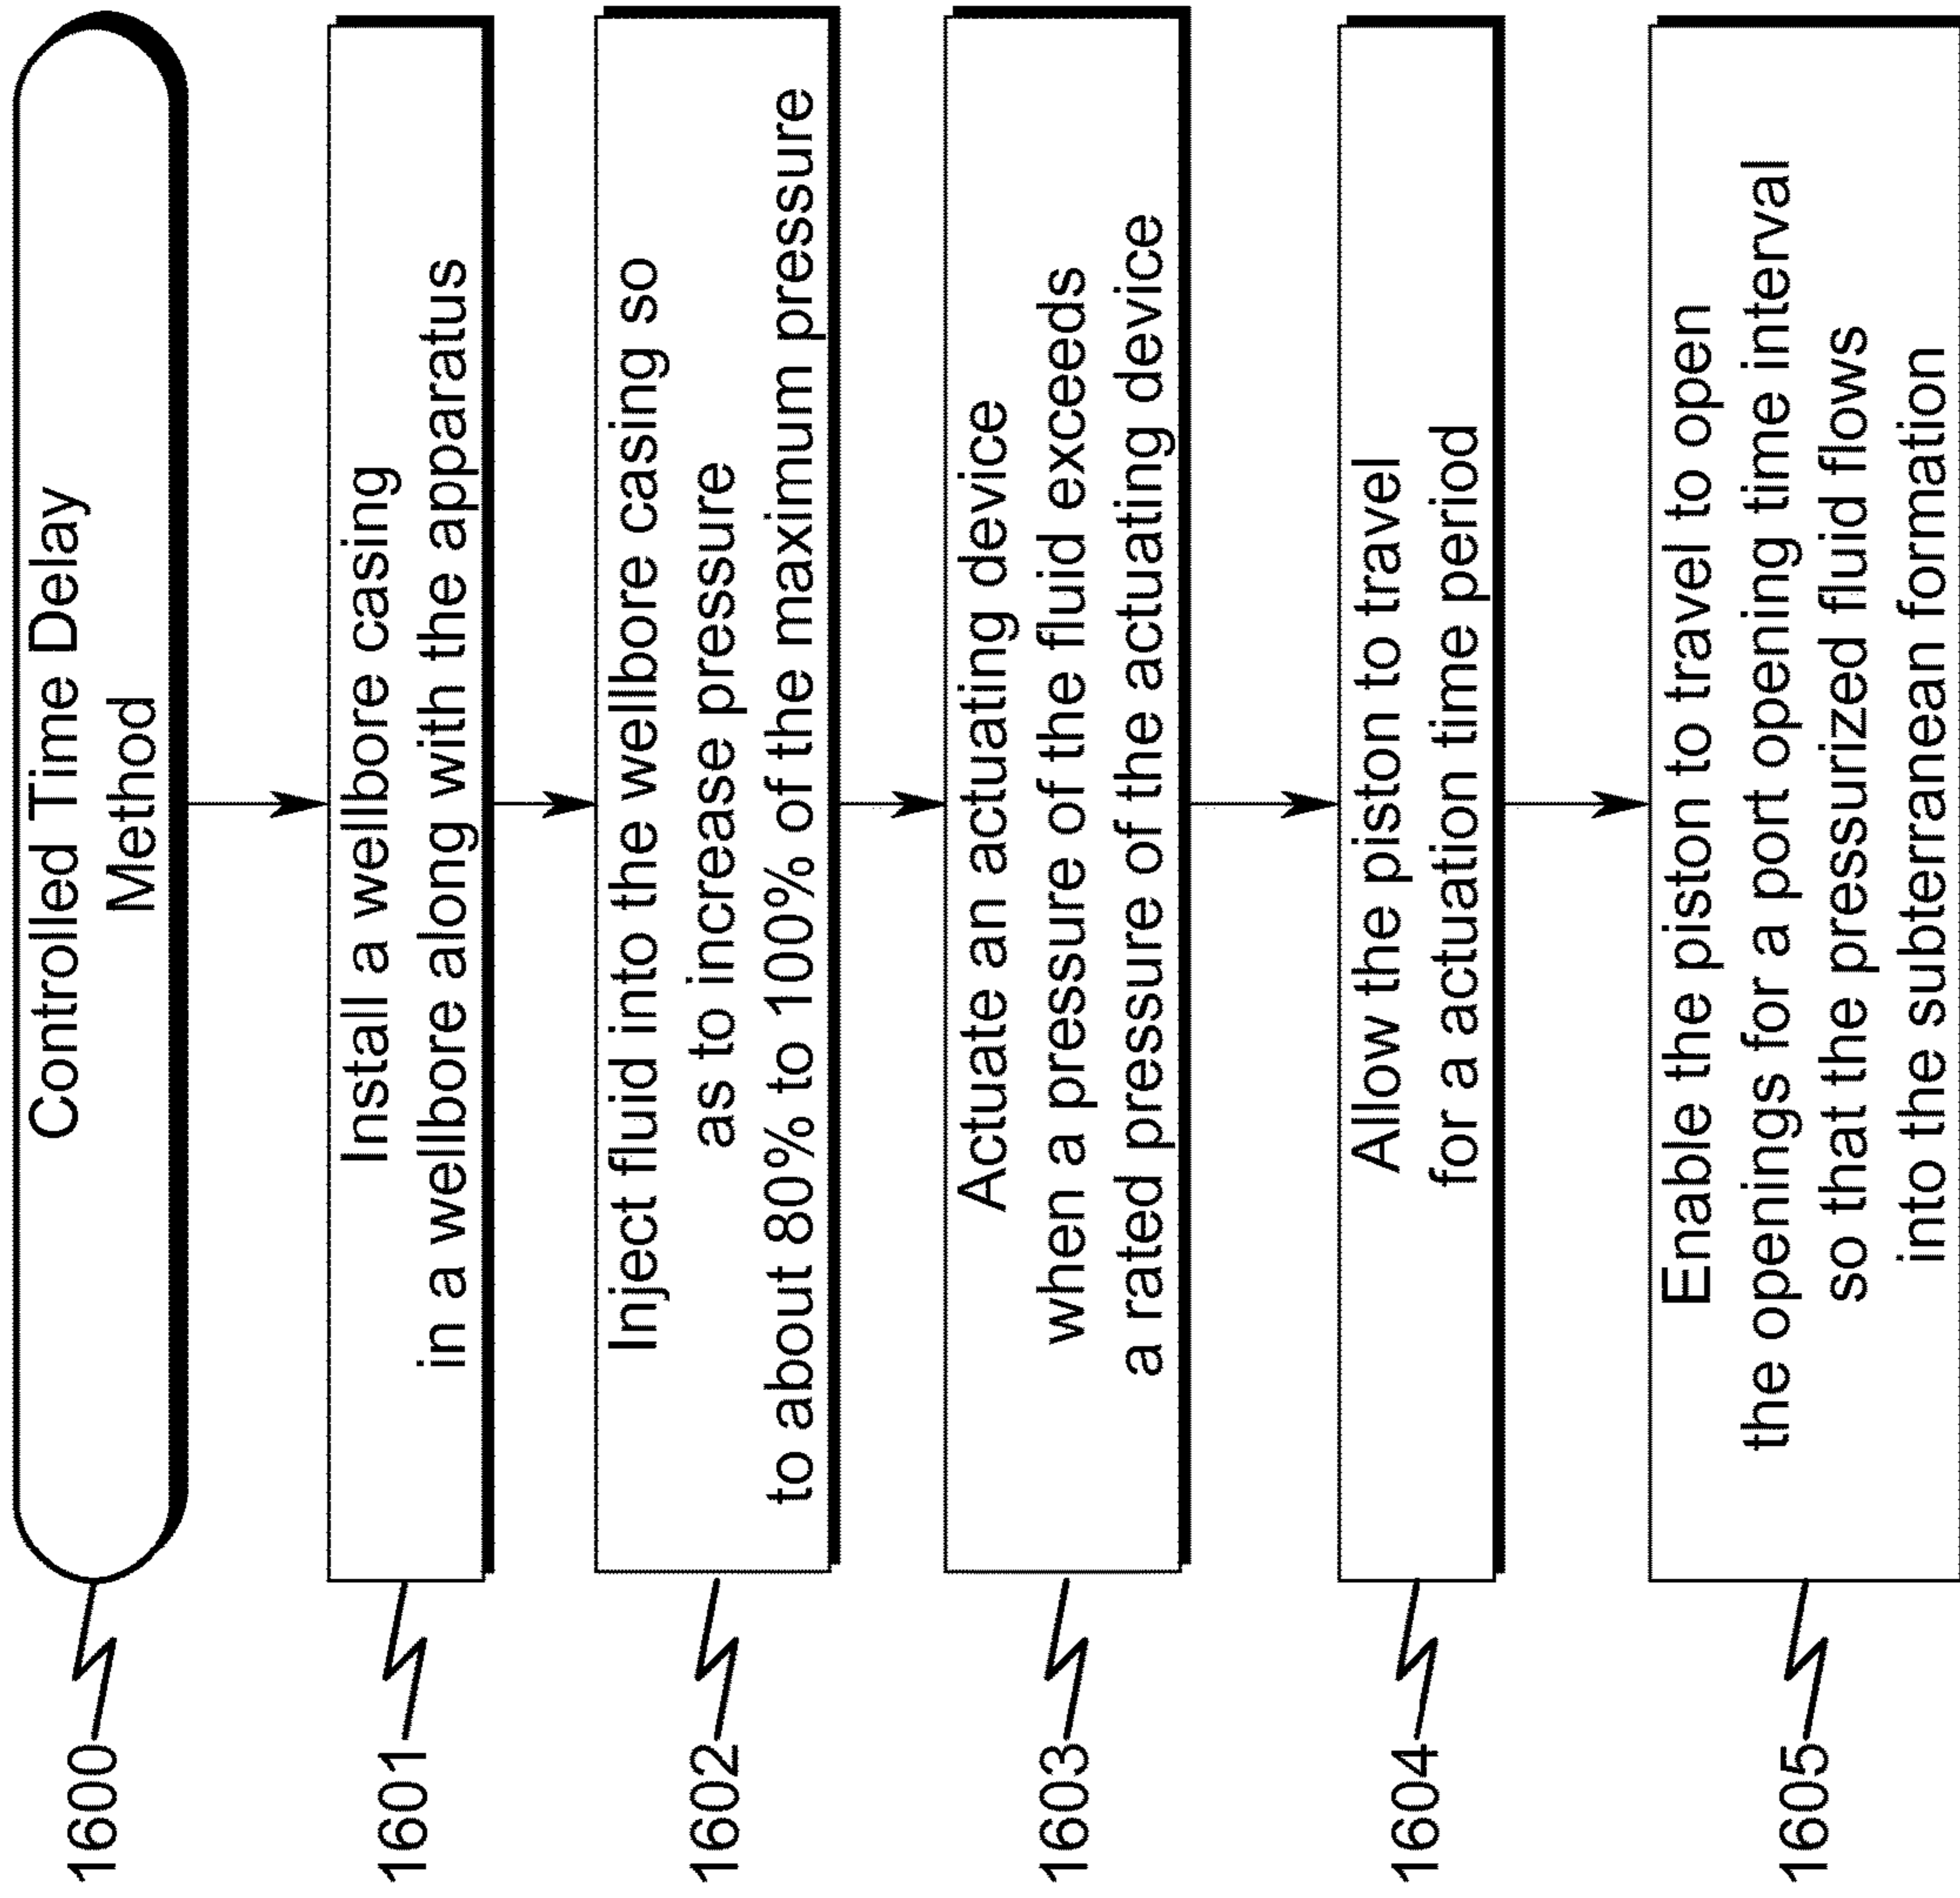 1600
Controlled Time Delay
Method
1601
Install a wellbore casing
in a wellbore along with the apparatus
1602
Inject fluid into the wellbore casing so
as to increase pressure
to about 80% to 100% of the maximum pressure
1603
Actuate an actuating device
when a pressure of the fluid exceeds
a rated pressure of the actuating device
1604
Allow the piston to travel
for a actuation time period
1605
Enable the piston to travel to open
the openings for a port opening time interval
so that the pressurized fluid flows
into the subterranean formation